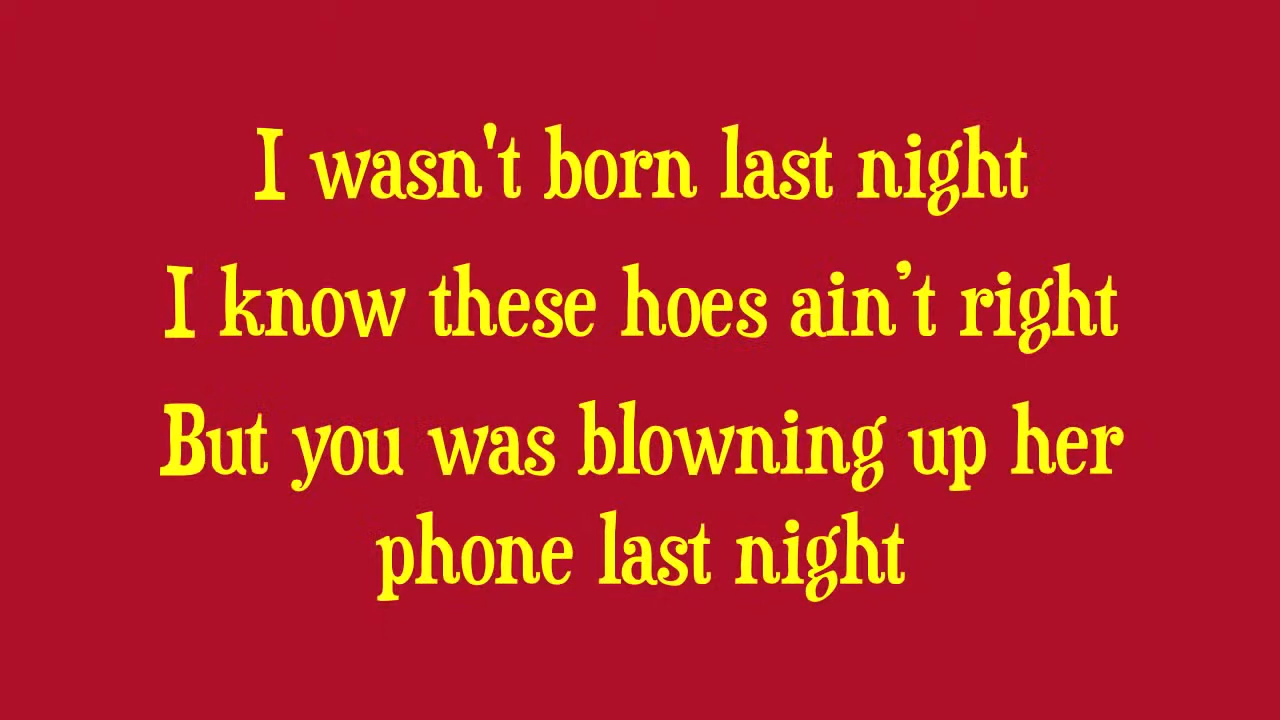 I wasn't born last night
I know these hoes ain’t right
But you was blowning up her
phone last night